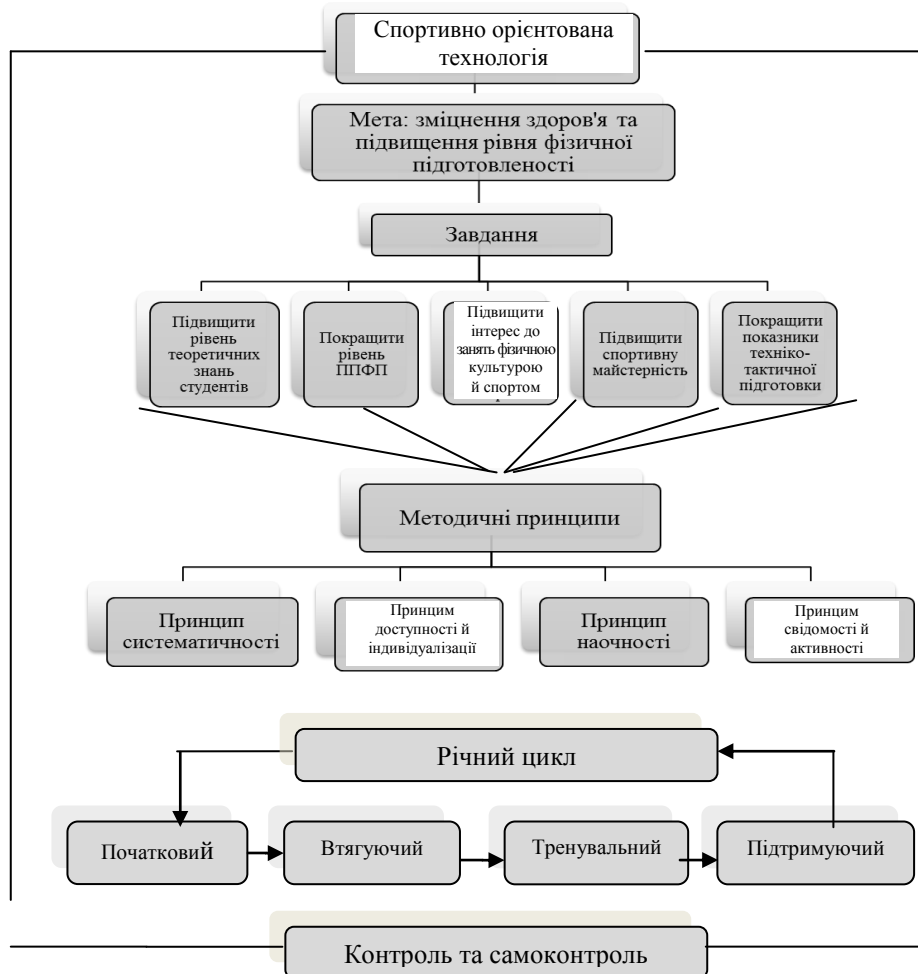 Спортивно орієнтована
технологія
Мета: зміцнення здоров'я та
підвищення рівня фізичної
підготовленості
Завдання
Підвищити
рівень
теоретичних
знань
студентів
Покращити
рівень
ППФП
Підвищити
інтерес до
занять фізичною
культурою
й спортом
Підвищити
спортивну
майстерність
Покращити
показники
техніко-
тактичної
підготовки
Методичні принципи
Принцип
систематичності
Принцим
доступності й
індивідуалізації
Принцип
наочності
Принцим
свідомості й
активності
Річний цикл
Початковий
Втягуючий
Тренувальний
Підтримуючий
Контроль та самоконтроль